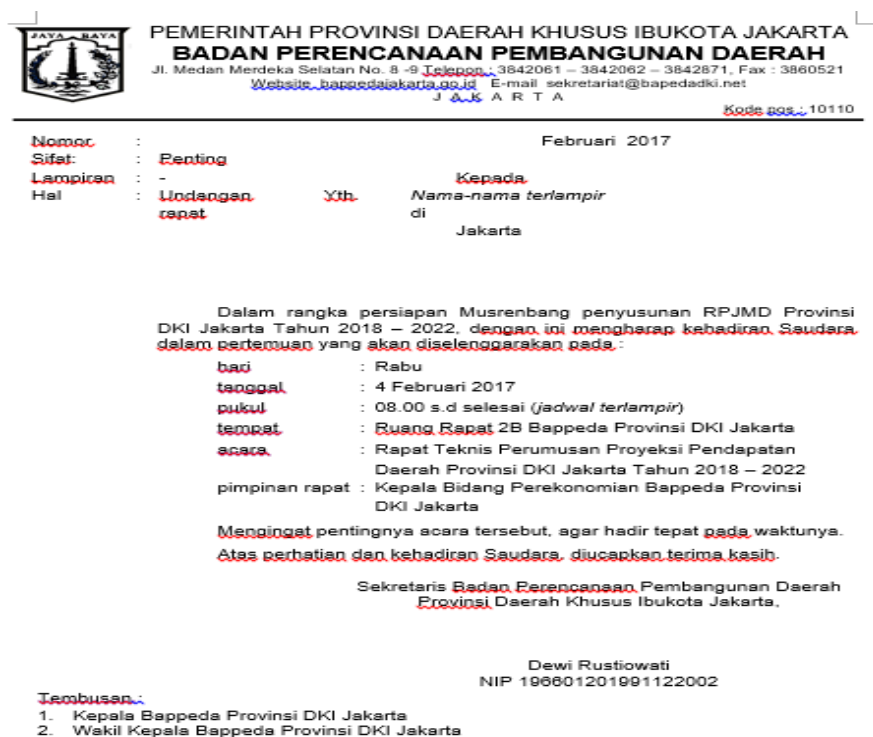 JAYA RAYA
PEMERINTAH PROVINSI DAERAH KHUSUS IBUKOTA JAKARTA
BADAN PERENCANAAN PEMBANGUNAN DAERAH
Jl. Medan Merdeka Selatan No. 8 -9 Telepon : 3842061 – 3842062 – 3842871, Fax : 3860521
Website bappedajakarta.go.id E-mail sekretariat@bapedadki.net
J A K A R T A
Kode pos : 10110
Nomor : Februari 2017
Sifat: : Penting
Lampiran : - Kepada
Hal : Undangan Yth. Nama-nama terlampir
rapat di
Jakarta
Dalam rangka persiapan Musrenbang penyusunan RPJMD Provinsi
DKI Jakarta Tahun 2018 – 2022, dengan ini mengharap kehadiran Saudara
dalam pertemuan yang akan diselenggarakan pada :
hari : Rabu
tanggal : 4 Februari 2017
pukul : 08.00 s.d selesai (jadwal terlampir)
tempat : Ruang Rapat 2B Bappeda Provinsi DKI Jakarta
acara : Rapat Teknis Perumusan Proyeksi Pendapatan
Daerah Provinsi DKI Jakarta Tahun 2018 – 2022
pimpinan rapat : Kepala Bidang Perekonomian Bappeda Provinsi
DKI Jakarta
Mengingat pentingnya acara tersebut, agar hadir tepat pada waktunya.
Atas perhatian dan kehadiran Saudara, diucapkan terima kasih.
Sekretaris Badan Perencanaan Pembangunan Daerah
Provinsi Daerah Khusus Ibukota Jakarta,
Dewi Rustiowati
NIP 196601201991122002
Tembusan :
1. Kepala Bappeda Provinsi DKI Jakarta
2. Wakil Kepala Bappeda Provinsi DKI Jakarta